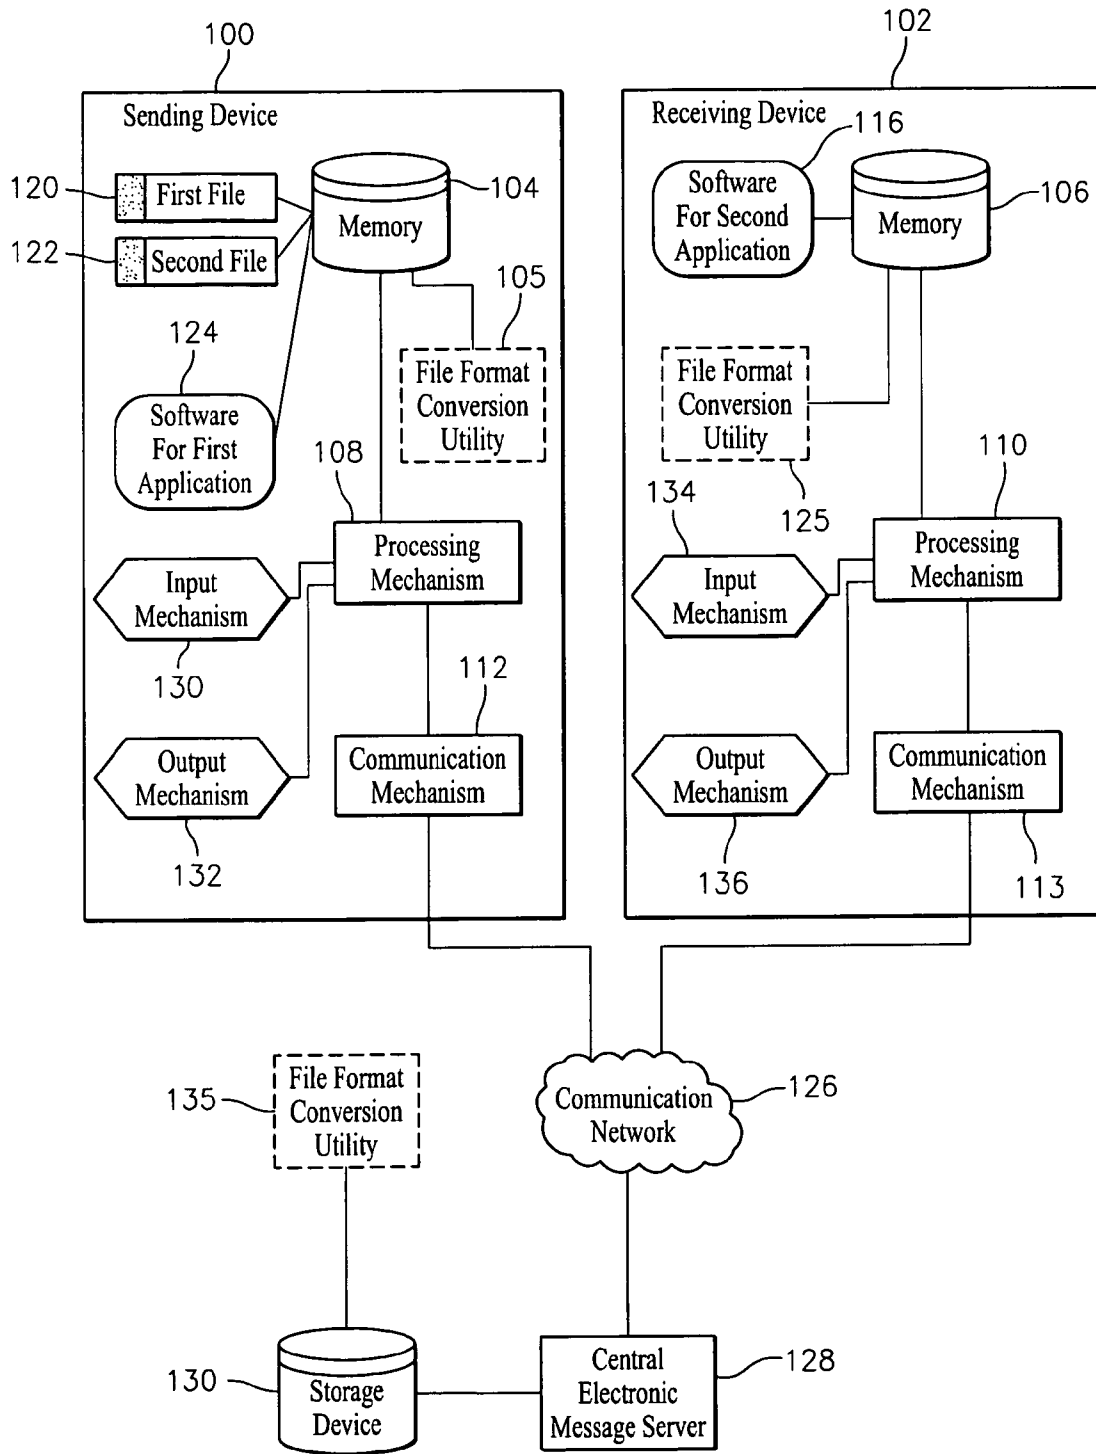 100
102
Sending Device
Receiving Device
116
120
First File
104
Memory
Software
For Second
Application
Memory
106
122
Second File
105
124
File Format
Conversion
Utility
File Format
Conversion
Utility
Software
For First
Application
108
110
134
125
Processing
Mechanism
Processing
Mechanism
Input
Mechanism
Input
Mechanism
130
112
Output
Mechanism
Communication
Mechanism
Output
Mechanism
Communication
Mechanism
132
136
113
135
File Format
Conversion
Utility
Communication
Network
126
130
Storage
Device
Central
Electronic
Message Server
128